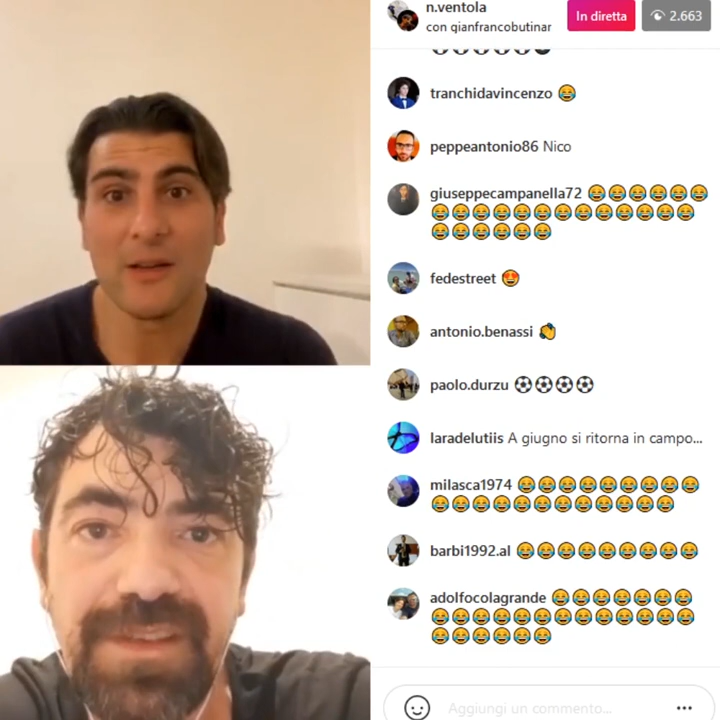 n.ventola
In diretta
2.663
con gianfrancobutinar
tranchidavincenzo 😂
peppeantonio86 Nico
giuseppecampanella72 😂😂😂😂😂😂
😂😂😂😂😂😂😂😂😂😂😂😂😂
😂😂😂😂😂😂
fedestreet 😍
antonio.benassi 👏
paolo.durzu ⚽⚽⚽⚽
laradelutiis A giugno si ritorna in campo...
milasca1974 😂😂😂😂😂😂😂😂😂
😂😂😂😂😂😂😂😂😂😂😂😂
barbi1992.al 😂😂😂😂😂😂😂😂😂
adolfocolagrande 😂😂😂😂😂😂😂
😂😂😂😂😂😂😂😂😂😂😂😂😂
😂😂😂😂😂😂
Aggiungi un commento...